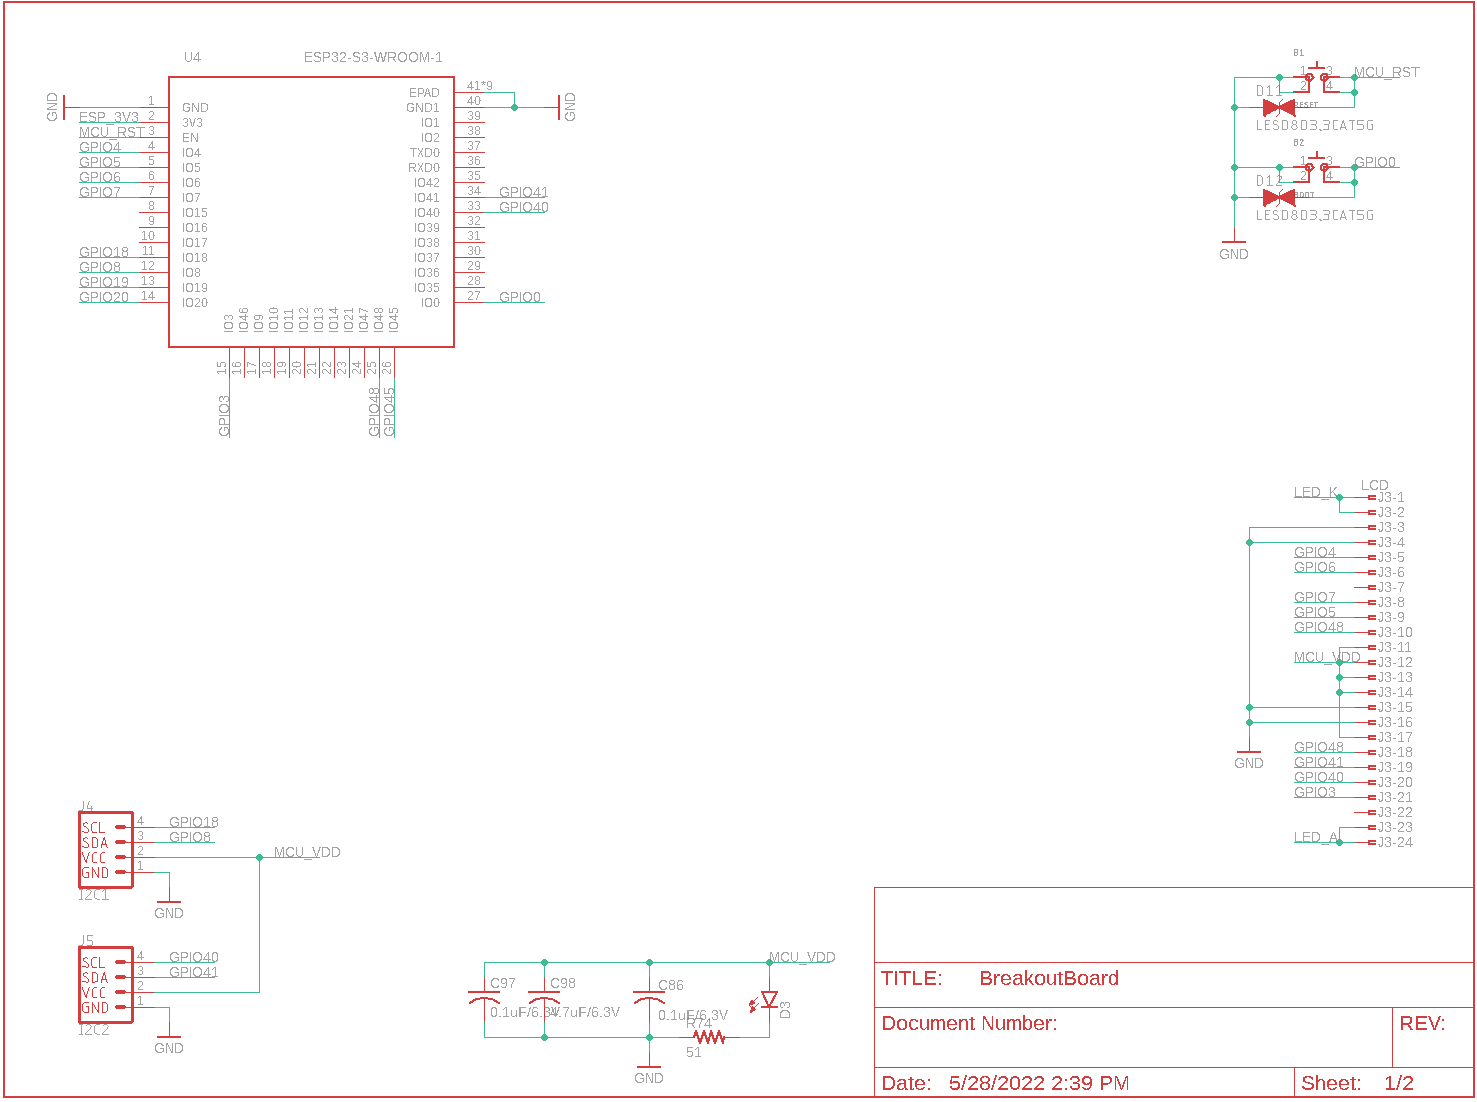 U4
ESP32-S3-WROOM-1
GND
1
GND
ESP_3V3
2
3V3
MCU_RST
3
EN
GPIO4
4
IO4
GPIO5
5
IO5
GPIO6
6
IO6
GPIO7
7
IO7
8
IO15
9
IO16
10
IO17
GPIO18
11
IO18
GPIO8
12
IO8
GPIO19
13
IO19
GPIO20
14
IO20
EPAD
41*9
GND1
40
GND
IO1
39
IO2
38
TXD0
37
RXD0
36
IO42
35
IO41
34
GPIO41
IO40
33
GPIO40
IO39
32
IO38
31
IO37
30
IO36
29
IO35
28
IO0
27
GPIO0
IO3
IO46
IO9
IO10
IO11
IO12
IO13
IO14
IO21
IO47
IO48
IO45
15
16
17
18
19
20
21
22
23
24
25
26
GPIO3
GPIO48
GPIO45
B1
1
3
MCU_RST
2
4
D11
RESET
LESD8D3.3CAT5G
B2
1
3
GPIO0
2
4
D12
BOOT
LESD8D3.3CAT5G
GND
LCD
LED_K
J3-1
J3-2
J3-3
J3-4
GPIO4
J3-5
GPIO6
J3-6
J3-7
GPIO7
J3-8
GPIO5
J3-9
GPIO48
J3-10
J3-11
MCU_VDD
J3-12
J3-13
J3-14
J3-15
J3-16
J3-17
GPIO48
J3-18
GND
GPIO41
J3-19
GPIO40
J3-20
GPIO3
J3-21
J3-22
J3-23
LED_A
J3-24
J4
SCL
4
GPIO18
SDA
3
GPIO8
VCC
2
MCU_VDD
GND
1
I2C1
GND
J5
SCL
4
GPIO40
SDA
3
GPIO41
VCC
2
GND
1
I2C2
GND
MCU_VDD
C97
C98
C86
D3
0.1uF/6.3V
4.7uF/6.3V
0.1uF/6.3V
R74
51
GND
TITLE: BreakoutBoard
Document Number:
REV:
Date: 5/28/2022 2:39 PM
Sheet: 1/2